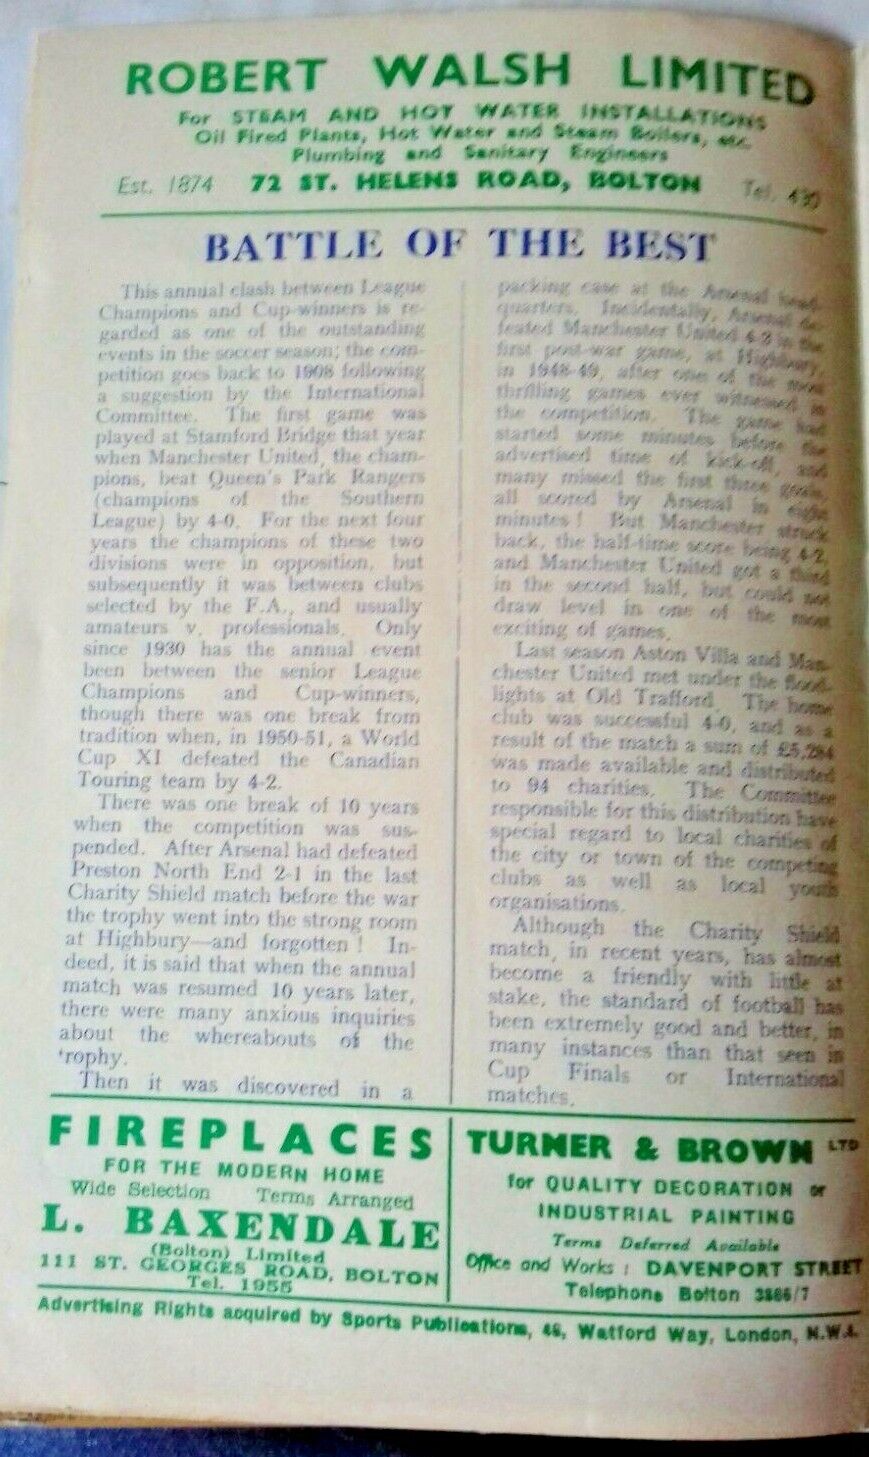 ROBERT WALSH LIMITED
For STEAM AND HOT WATER INSTALLATIONS
Oil Fired Plants, Hot Water and Steam Boilers, etc.
Plumbing and Sanitary Engineers
Est. 1874 72 ST. HELENS ROAD, BOLTON Tel. 430
BATTLE OF THE BEST
This annual clash between League
Champions and Cup-winners is re-
garded as one of the outstanding
events in the soccer season; the com-
petition goes back to 1908 following
a suggestion by the International
Committee. The first game was
played at Stamford Bridge that year
when Manchester United, the cham-
pions, beat Queen's Park Rangers
(champions of the Southern
League) by 4-0. For the next four
years the champions of these two
divisions were in opposition, but
subsequently it was between clubs
selected by the F.A., and usually
amateurs v. professionals. Only
since 1930 has the annual event
been between the senior League
Champions and Cup-winners,
though there was one break from
tradition when, in 1950-51, a World
Cup XI defeated the Canadian
Touring team by 4-2.
There was one break of 10 years
when the competition was sus-
pended. After Arsenal had defeated
Preston North End 2-1 in the last
Charity Shield match before the war
the trophy went into the strong room
at Highbury—and forgotten! In-
deed, it is said that when the annual
match was resumed 10 years later,
there were many anxious inquiries
about the whereabouts of the
'rophy.
Then it was discovered in a
packing case at the Arsenal head-
quarters. Incidentally, Arsenal de-
feated Manchester United 4-3 in the
first post-war game, at Highbury,
in 1948-49, after one of the most
thrilling games ever witnessed in
the competition. The game had
started some minutes before the
advertised time of kick-off, and
many missed the first three goals,
all scored by Arsenal in eight
minutes! But Manchester struck
back, the half-time score being 4-2,
and Manchester United got a third
in the second half, but could not
draw level in one of the most
exciting of games.
Last season Aston Villa and Man-
chester United met under the flood-
lights at Old Trafford. The home
club was successful 4-0, and as a
result of the match a sum of £5,284
was made available and distributed
to 94 charities. The Committee
responsible for this distribution have
special regard to local charities of
the city or town of the competing
clubs as well as local youth
organisations.
Although the Charity Shield
match, in recent years, has almost
become a friendly with little at
stake, the standard of football has
been extremely good and better, in
many instances than that seen in
Cup Finals or International
matches.
FIREPLACES
FOR THE MODERN HOME
Wide Selection Terms Arranged
L. BAXENDALE
(Bolton) Limited
111 ST. GEORGES ROAD, BOLTON
Tel. 1955
TURNER & BROWN LTD
for QUALITY DECORATION or
INDUSTRIAL PAINTING
Terms Deferred Available
Office and Works: DAVENPORT STREET
Telephone Bolton 3866/7
Advertising Rights acquired by Sports Publications, 46, Watford Way, London, N.W.4.